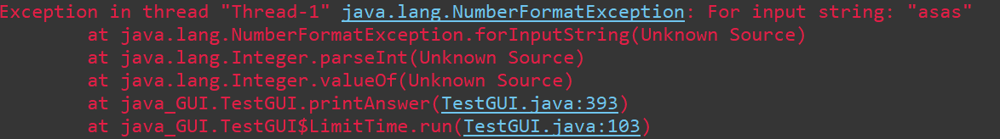 Exception in thread "Thread-1" java.lang.NumberFormatException: For input string: "asas"
at java.lang.NumberFormatException.forInputString(Unknown Source)
at java.lang.Integer.parseInt(Unknown Source)
at java.lang.Integer.valueOf(Unknown Source)
at java_GUI.TestGUI.printAnswer(TestGUI.java:393)
at java_GUI.TestGUI$LimitTime.run(TestGUI.java:103)